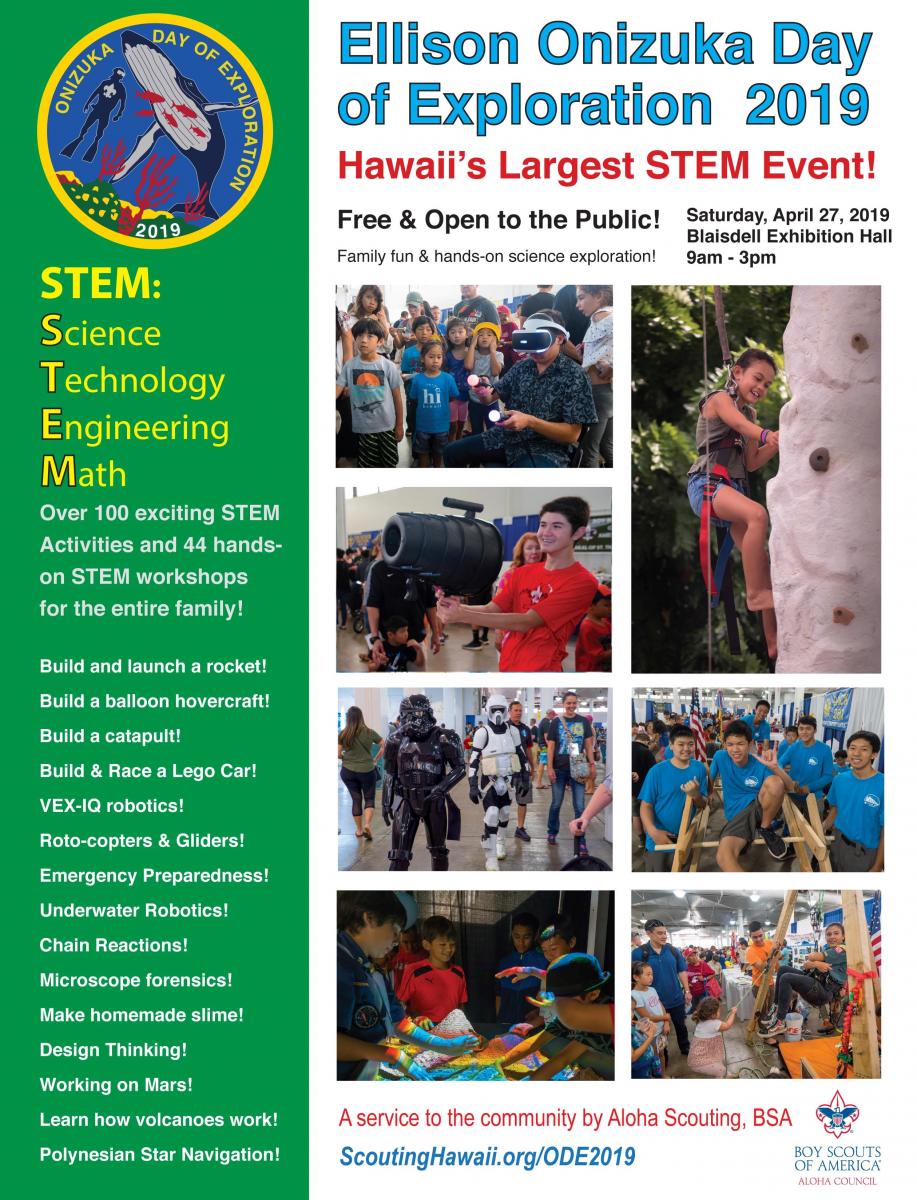 ONIZUKA DAY OF EXPLORATION
2019
STEM:
Science
Technology
Engineering
Math
Over 100 exciting STEM
Activities and 44 hands-
on STEM workshops
for the entire family!
Build and launch a rocket!
Build a balloon hovercraft!
Build a catapult!
Build & Race a Lego Car!
VEX-IQ robotics!
Roto-copters & Gliders!
Emergency Preparedness!
Underwater Robotics!
Chain Reactions!
Microscope forensics!
Make homemade slime!
Design Thinking!
Working on Mars!
Learn how volcanoes work!
Polynesian Star Navigation!
Ellison Onizuka Day
of Exploration 2019
Hawaii's Largest STEM Event!
Free & Open to the Public!
Family fun & hands-on science exploration!
Saturday, April 27, 2019
Blaisdell Exhibition Hall
9am - 3pm
hi
A service to the community by Aloha Scouting, BSA
ScoutingHawaii.org/ODE2019
BOY SCOUTS
OF AMERICA
ALOHA COUNCIL